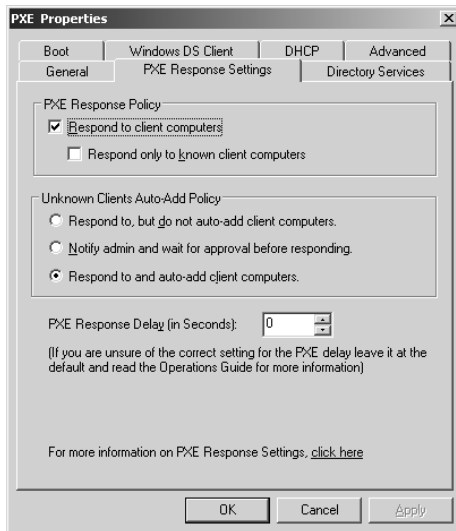 PXE Properties
Boot Windows DS Client DHCP Advanced
General PXE Response Settings Directory Services
PXE Response Policy
Respond to client computers
Respond only to known client computers
Unknown Clients Auto-Add Policy
Respond to, but do not auto-add client computers.
Notify admin and wait for approval before responding.
Respond to and auto-add client computers.
PXE Response Delay (in Seconds): 0
(If you are unsure of the correct setting for the PXE delay leave it at the
default and read the Operations Guide for more information)
For more information on PXE Response Settings, click here
OK Cancel Apply